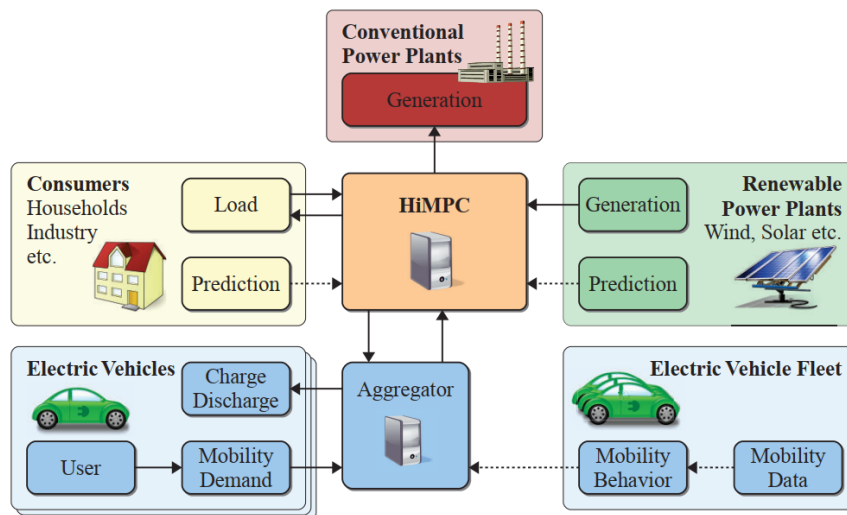 Conventional
Power Plants
Generation
Consumers
Households
Industry
etc.
Load
Prediction
HiMPC
Generation
Prediction
Renewable
Power Plants
Wind, Solar etc.
Electric Vehicles
Charge
Discharge
User
Mobility
Demand
Aggregator
Electric Vehicle Fleet
Mobility
Behavior
Mobility
Data